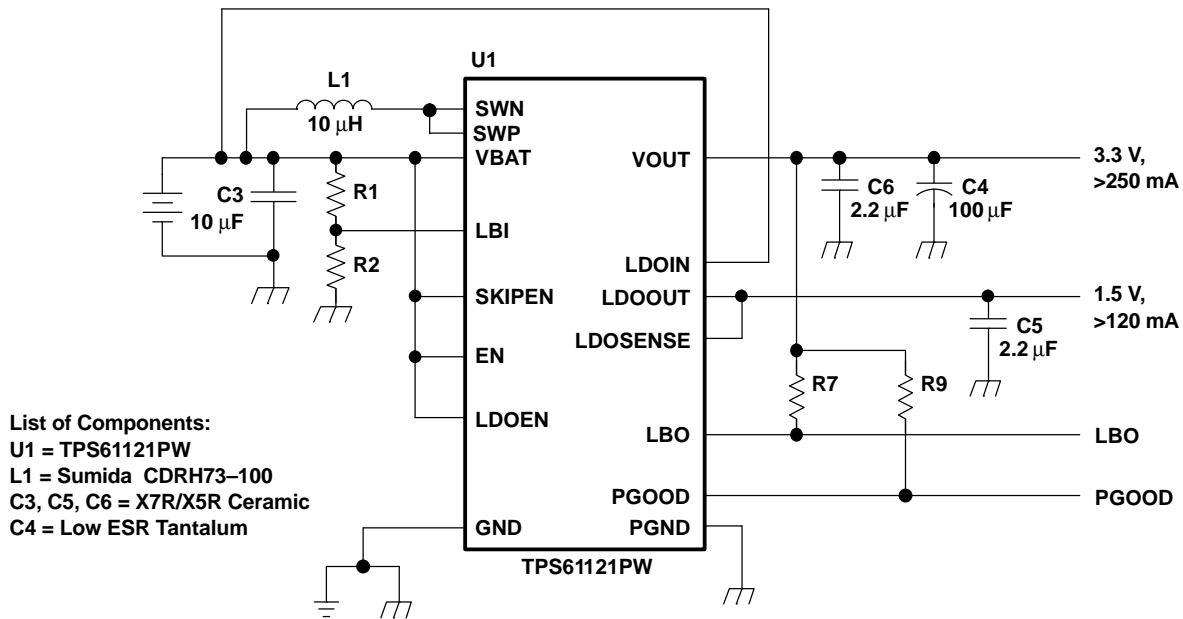 U1
L1
10 μH
SWN
SWP
VBAT
VOUT
3.3 V,
>250 mA
C3
10 μF
R1
C6
2.2 μF
C4
100 μF
LBI
R2
LDOIN
SKIPEN
LDOOUT
1.5 V,
>120 mA
LDOSENSE
C5
2.2 μF
EN
R7
R9
LDOEN
LBO
LBO
List of Components:
U1 = TPS61121PW
L1 = Sumida CDRH73–100
C3, C5, C6 = X7R/X5R Ceramic
C4 = Low ESR Tantalum
PGOOD
PGOOD
GND
PGND
TPS61121PW